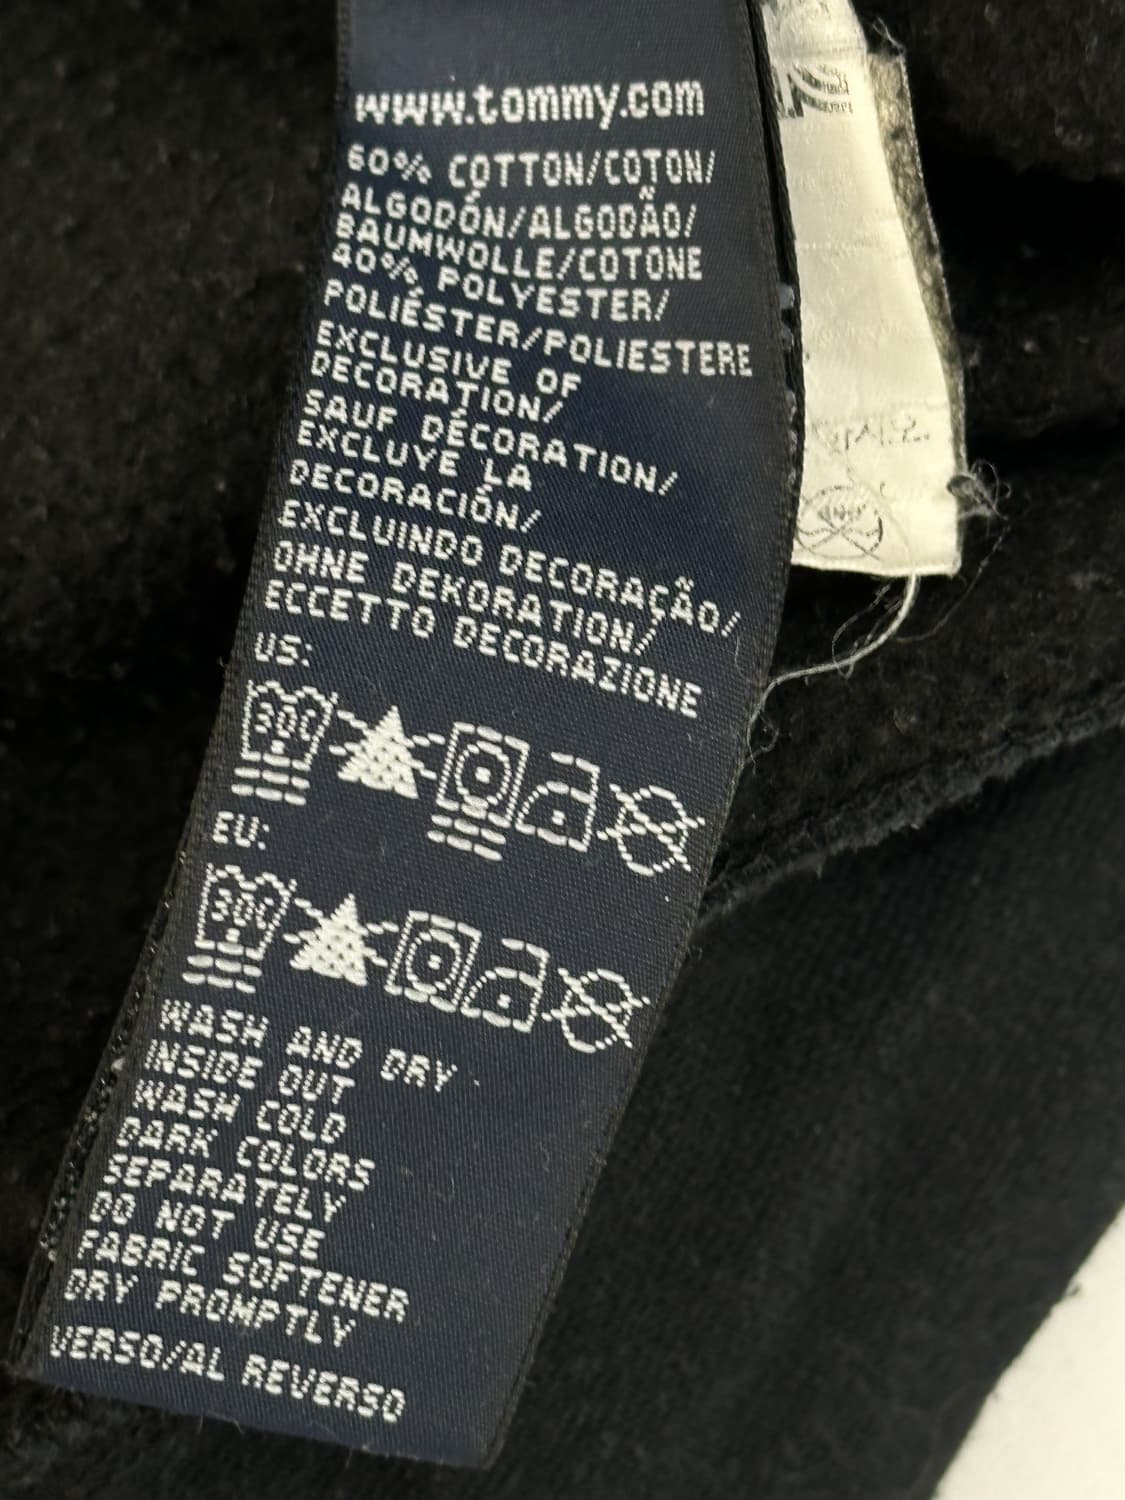 www.tommy.com
60% COTTON/COTON/
ALGODÓN/ALGODÃO/
BAUMWOLLE/COTONE
40% POLYESTER/
POLIÉSTER/POLIESTERE
EXCLUSIVE OF
DECORATION/
SAUF DÉCORATION/
EXCLUYE LA
DECORACIÓN/
EXCLUINDO DECORAÇÃO/
OHNE DEKORATION/
ECCETTO DECORAZIONE
US:
30C
EU:
30C
WASH AND DRY
INSIDE OUT
WASH COLD
DARK COLORS
SEPARATELY
DO NOT USE
FABRIC SOFTENER
DRY PROMPTLY
VERSO/AL REVERSO